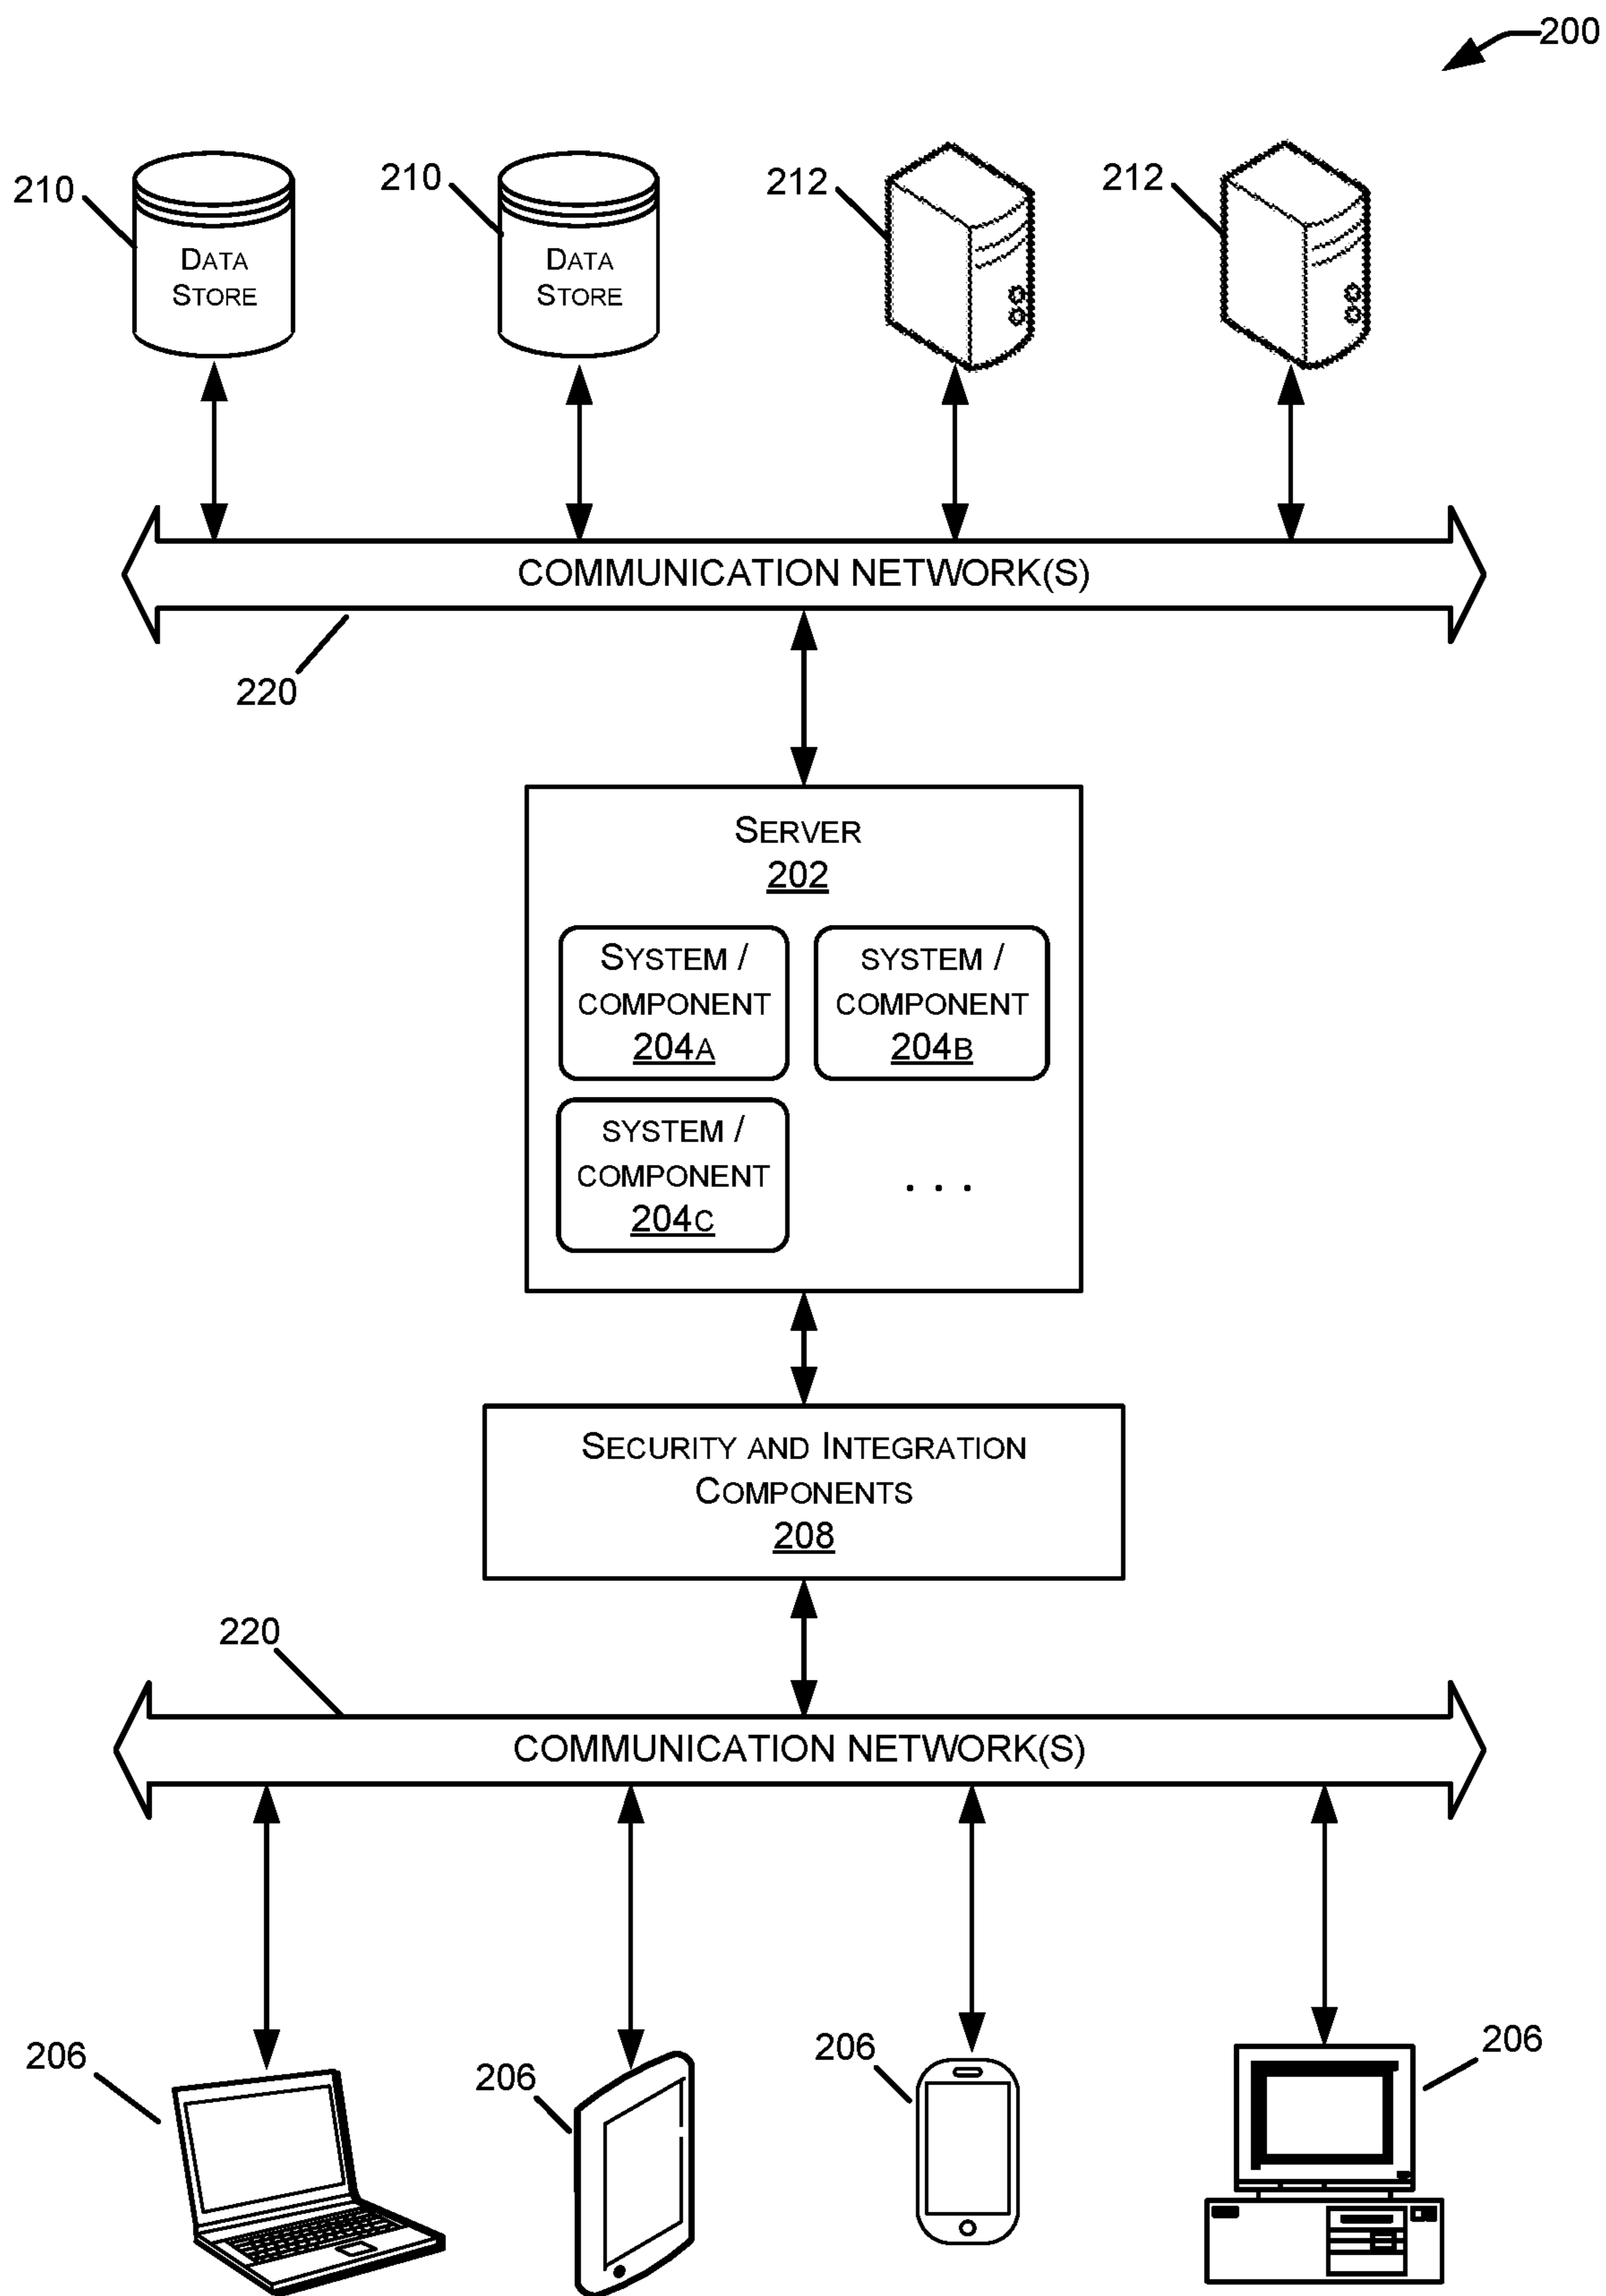 200
210
210
212
212
DATA
STORE
DATA
STORE
COMMUNICATION NETWORK(S)
220
SERVER
202
SYSTEM /
COMPONENT
204A
SYSTEM /
COMPONENT
204B
SYSTEM /
COMPONENT
204C
. . .
SECURITY AND INTEGRATION
COMPONENTS
208
220
COMMUNICATION NETWORK(S)
206
206
206
206